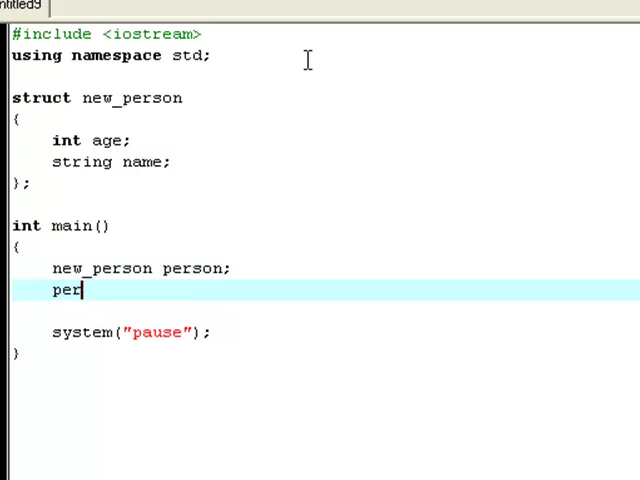 ntitled9
#include <iostream>
using namespace std;
struct new_person
{
int age;
string name;
};
int main()
{
new_person person;
per
system("pause");
}